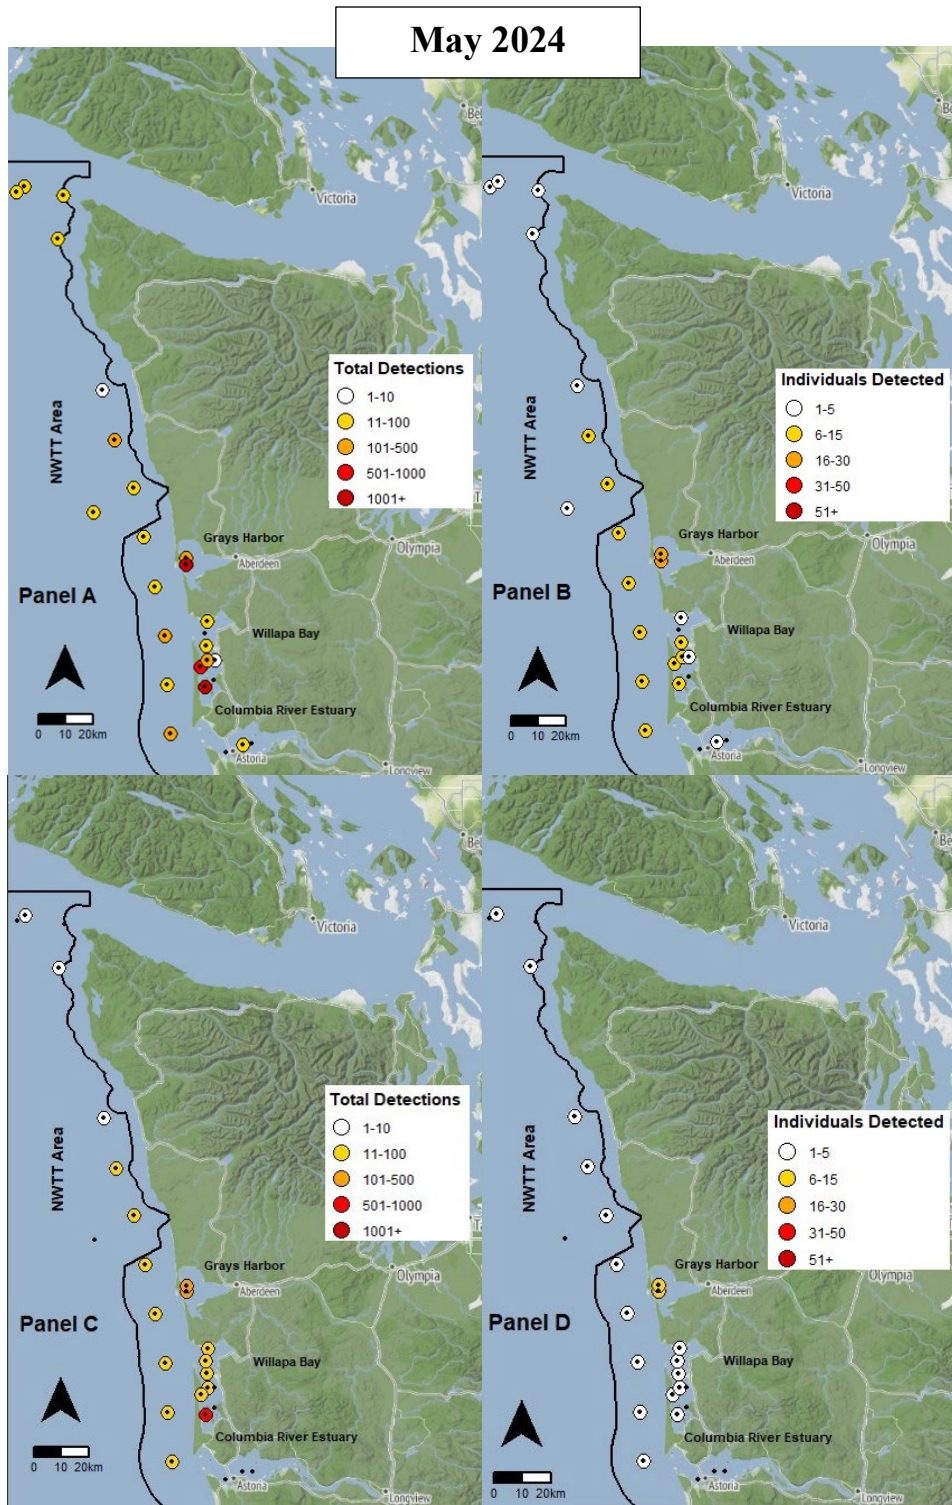 May 2024
Be
Victoria
Total Detections
1-10
11-100
101-500
501-1000
1001+
NWTT Area
Grays Harbor
Aberdeen
Olympia
Ta
Panel A
Willapa Bay
Columbia River Estuary
0 10 20km
Astoria
Longview
Be
Victoria
Individuals Detected
1-5
6-15
16-30
31-50
51+
NWTT Area
Grays Harbor
Aberdeen
Olympia
Panel B
Willapa Bay
Columbia River Estuary
0 10 20km
Astoria
Longview
Be
Victoria
Total Detections
1-10
11-100
101-500
501-1000
1001+
NWTT Area
Grays Harbor
Aberdeen
Olympia
Ta
Panel C
Willapa Bay
Columbia River Estuary
0 10 20km
Astoria
Longview
Be
Victoria
Individuals Detected
1-5
6-15
16-30
31-50
51+
NWTT Area
Grays Harbor
Aberdeen
Olympia
Panel D
Willapa Bay
Columbia River Estuary
0 10 20km
Astoria
Longview